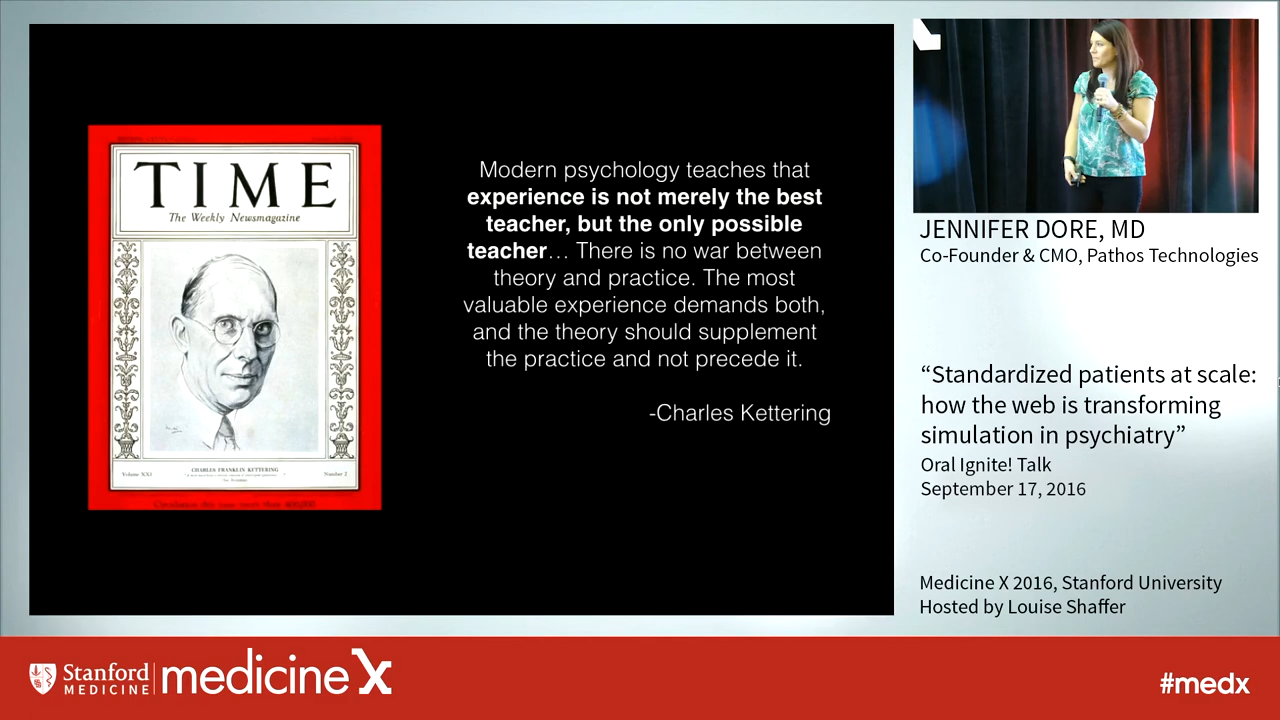 TIME
The Weekly Newsmagazine
Volume XXI
CHARLES FRANKLIN KETTERING
Number 2
Modern psychology teaches that
experience is not merely the best
teacher, but the only possible
teacher… There is no war between
theory and practice. The most
valuable experience demands both,
and the theory should supplement
the practice and not precede it.
-Charles Kettering
JENNIFER DORE, MD
Co-Founder & CMO, Pathos Technologies
“Standardized patients at scale:
how the web is transforming
simulation in psychiatry”
Oral Ignite! Talk
September 17, 2016
Medicine X 2016, Stanford University
Hosted by Louise Shaffer
Stanford
MEDICINE
medicineX
#medx